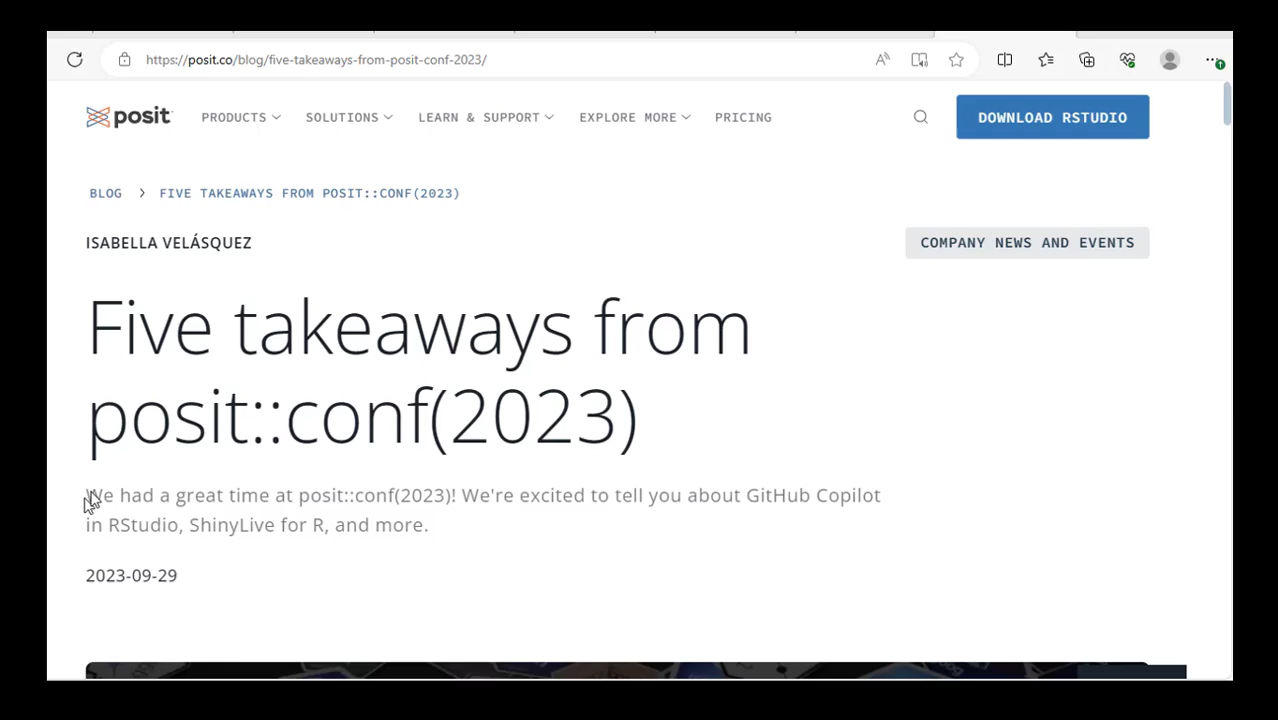 https://posit.co/blog/five-takeaways-from-posit-conf-2023/
posit
PRODUCTS
SOLUTIONS
LEARN & SUPPORT
EXPLORE MORE
PRICING
DOWNLOAD RSTUDIO
BLOG > FIVE TAKEAWAYS FROM POSIT::CONF(2023)
ISABELLA VELÁSQUEZ
COMPANY NEWS AND EVENTS
Five takeaways from
posit::conf(2023)
We had a great time at posit::conf(2023)! We're excited to tell you about GitHub Copilot
in RStudio, ShinyLive for R, and more.
2023-09-29